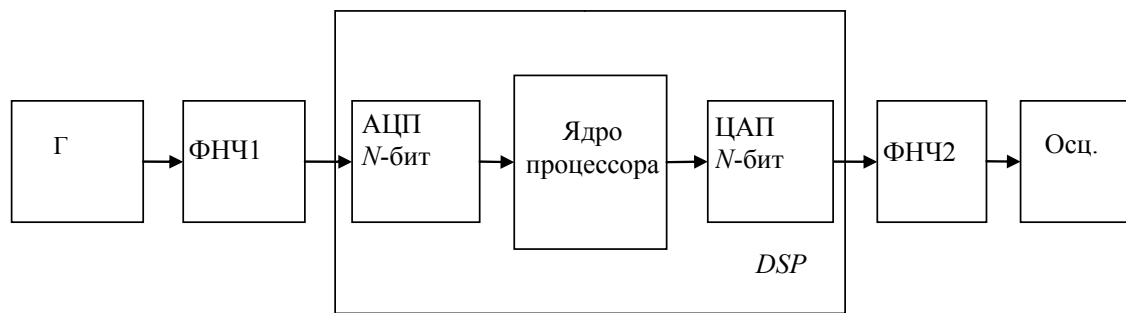 Г
ФНЧ1
АЦП
N-бит
Ядро
процессора
ЦАП
N-бит
ФНЧ2
Осц.
DSP